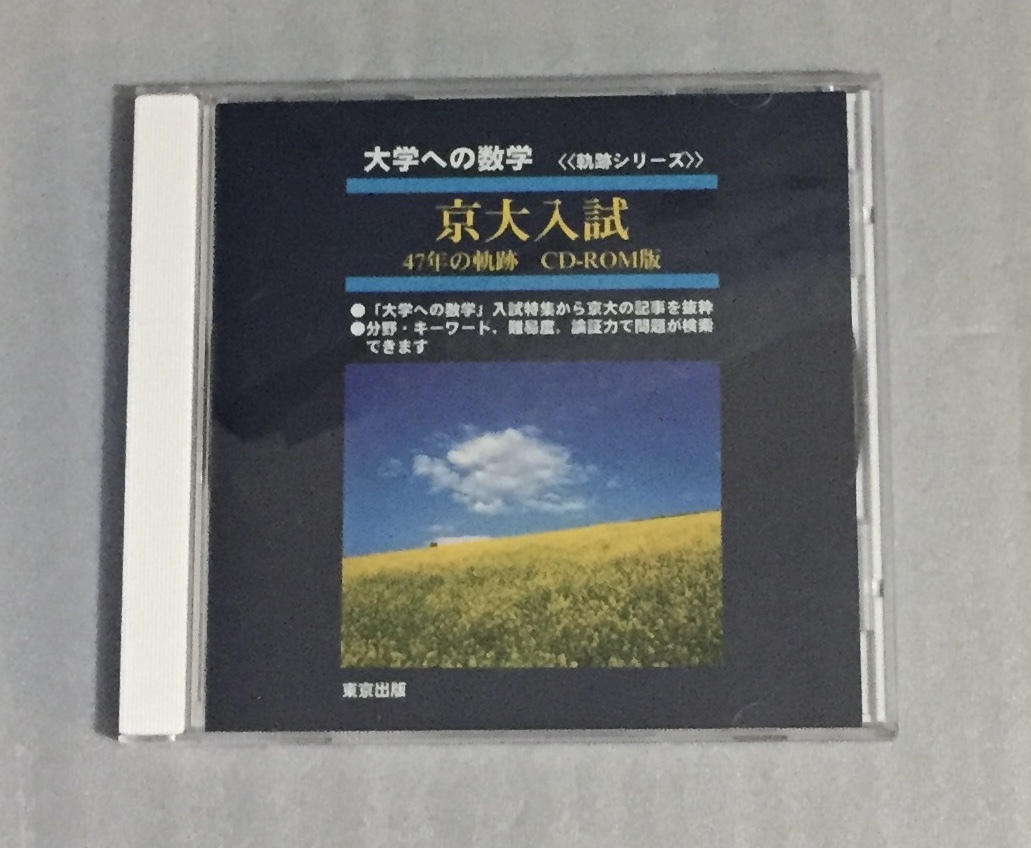 大学への数学 《軌跡シリーズ》
京大入試
47年の軌跡 CD-ROM版
●「大学への数学」入試特集から京大の記事を抜粋
●分野・キーワード、難易度、論証力で問題が検索
できます
東京出版